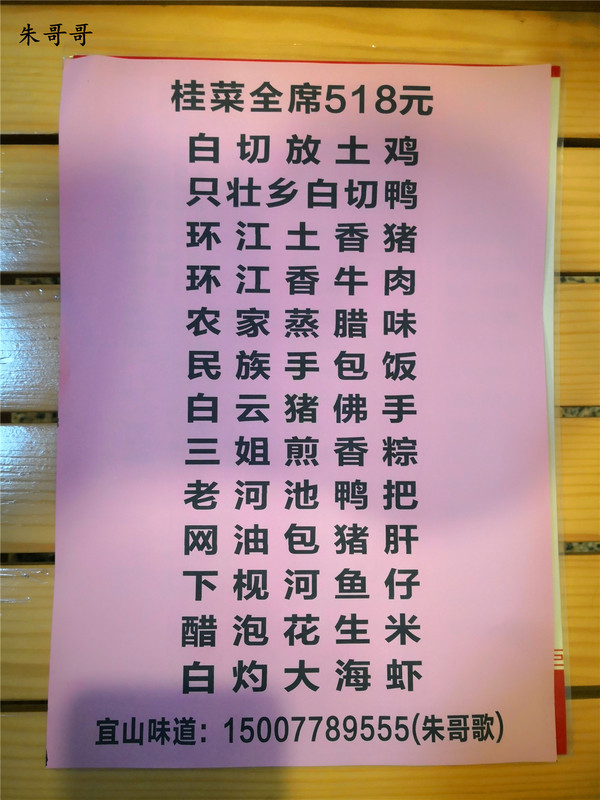 朱哥哥
桂菜全席518元
白切放土鸡
只壮乡白切鸭
环江土香猪
环江香牛肉
农家蒸腊味
民族手包饭
白云猪佛手
三姐煎香粽
老河池鸭把
网油包猪肝
下枧河鱼仔
醋泡花生米
白灼大海虾
宜山味道：15007789555(朱哥歌)